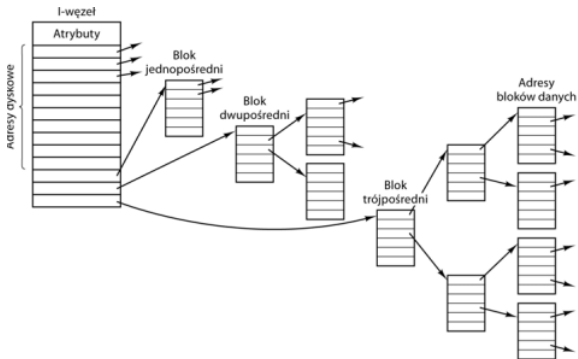 I-węzeł
Atrybuty
Adresy dyskowe
Blok
jednopośredni
Blok
dwupośredni
Blok
trójpośredni
Adresy
bloków danych